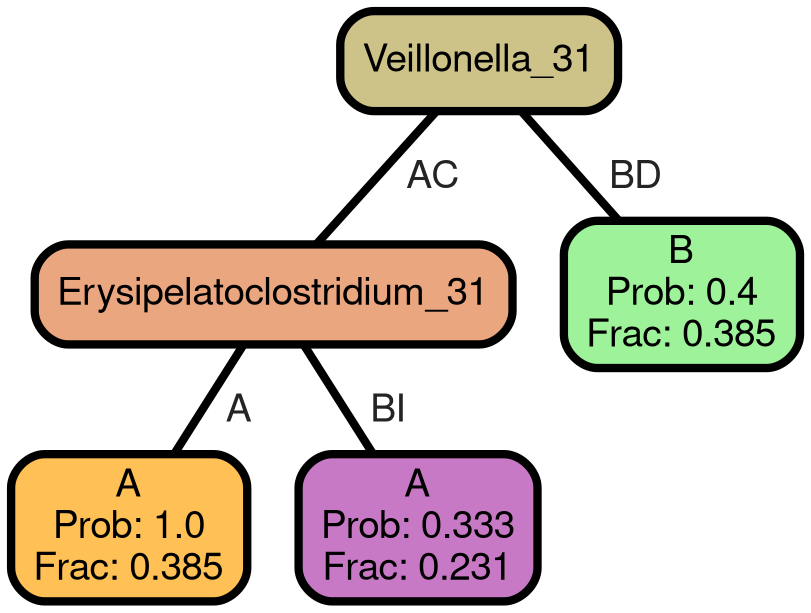 Veillonella_31
AC
BD
Erysipelatoclostridium_31
B
Prob: 0.4
Frac: 0.385
A
BI
A
Prob: 1.0
Frac: 0.385
A
Prob: 0.333
Frac: 0.231